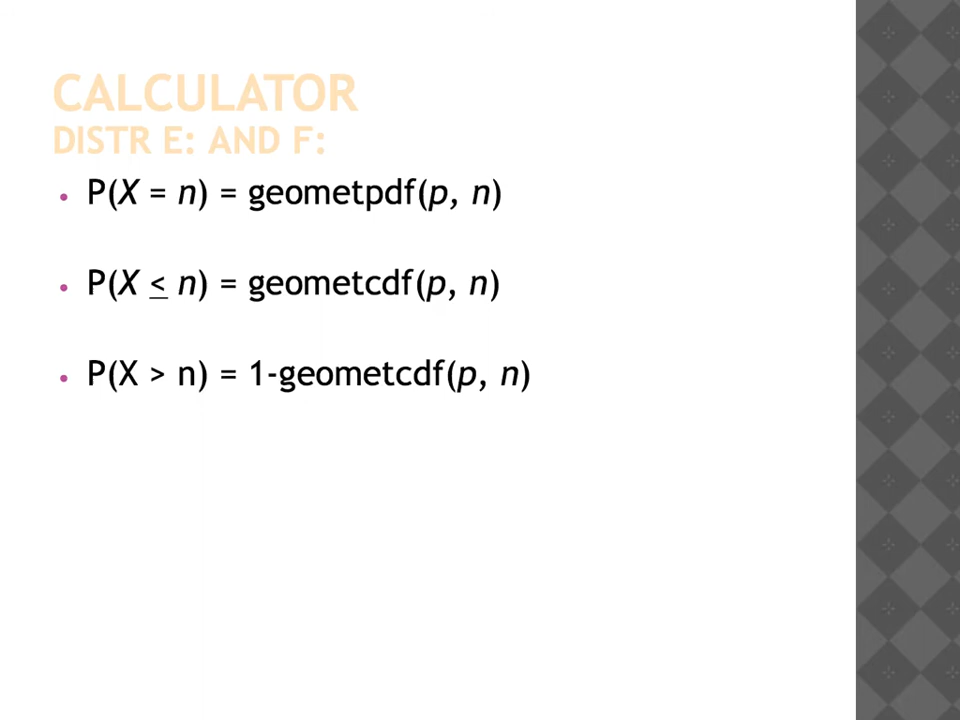 CALCULATOR
DISTR E: AND F:
• P(X = n) = geometpdf(p, n)
• P(X ≤ n) = geometcdf(p, n)
• P(X > n) = 1-geometcdf(p, n)